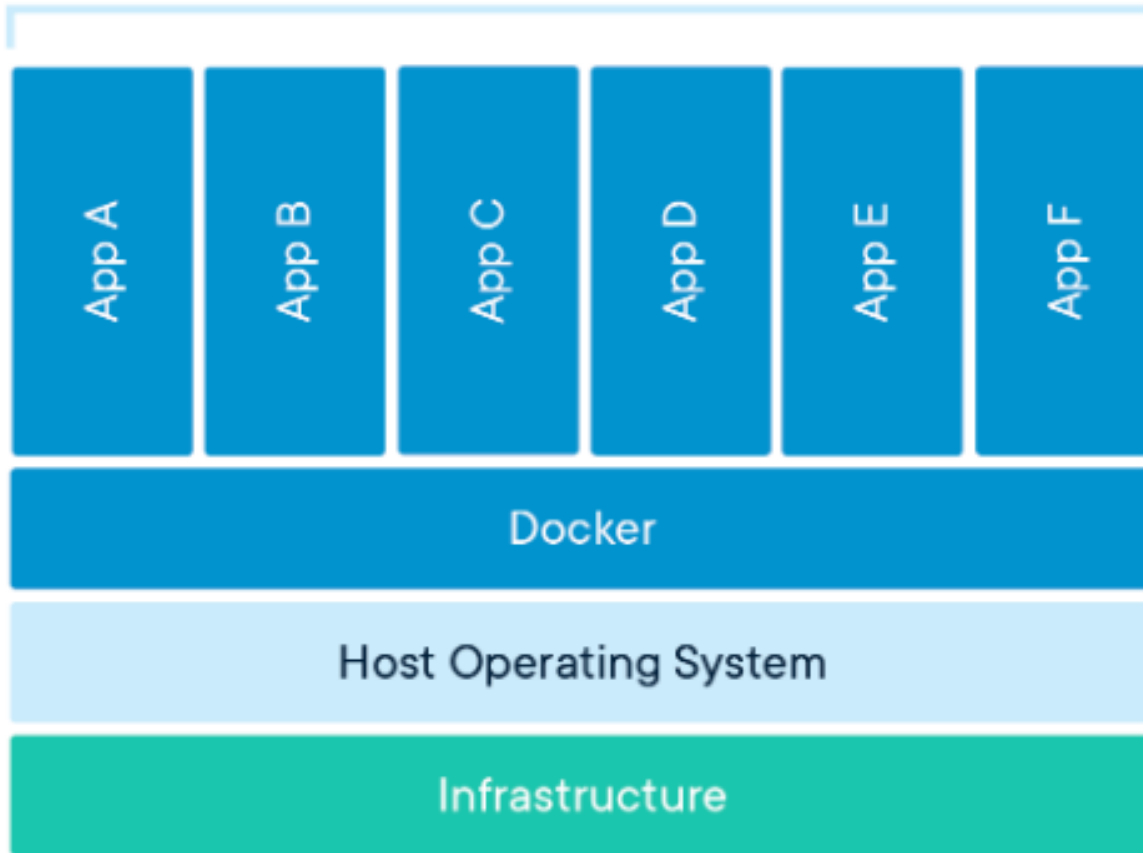 App A
App B
App C
App D
App E
App F
Docker
Host Operating System
Infrastructure